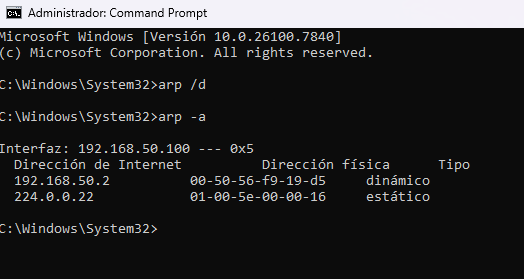 Administrador: Command Prompt
Microsoft Windows [Versión 10.0.26100.7840]
(c) Microsoft Corporation. All rights reserved.
C:\Windows\System32>arp /d
C:\Windows\System32>arp -a
Interfaz: 192.168.50.100 --- 0x5
  Dirección de Internet          Dirección física      Tipo
  192.168.50.2          00-50-56-f9-19-d5     dinámico
  224.0.0.22            01-00-5e-00-00-16     estático
C:\Windows\System32>